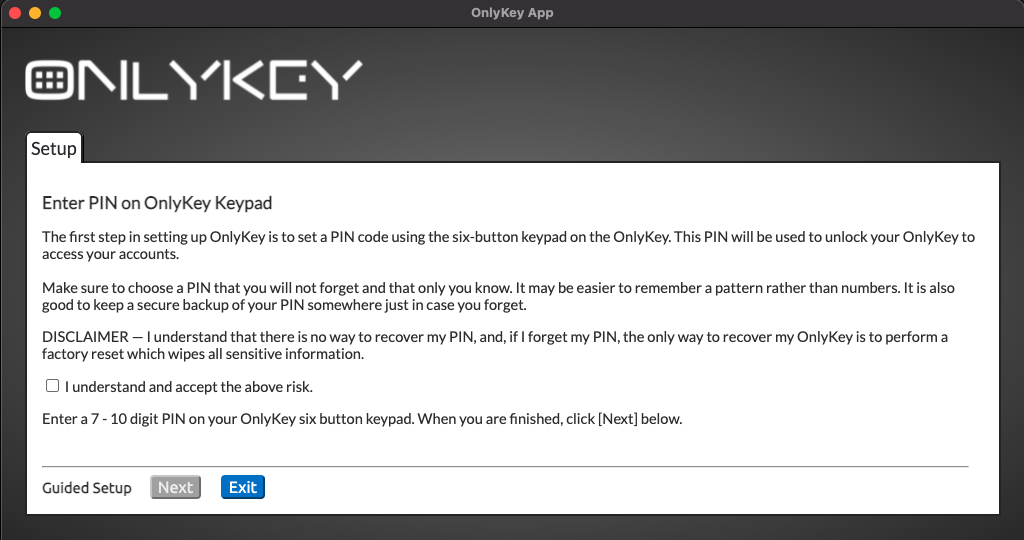 OnlyKey App
ONLYKEY
Setup
Enter PIN on OnlyKey Keypad
The first step in setting up OnlyKey is to set a PIN code using the six-button keypad on the OnlyKey. This PIN will be used to unlock your OnlyKey to
access your accounts.
Make sure to choose a PIN that you will not forget and that only you know. It may be easier to remember a pattern rather than numbers. It is also
good to keep a secure backup of your PIN somewhere just in case you forget.
DISCLAIMER — I understand that there is no way to recover my PIN, and, if I forget my PIN, the only way to recover my OnlyKey is to perform a
factory reset which wipes all sensitive information.
I understand and accept the above risk.
Enter a 7 - 10 digit PIN on your OnlyKey six button keypad. When you are finished, click [Next] below.
Guided Setup Next Exit